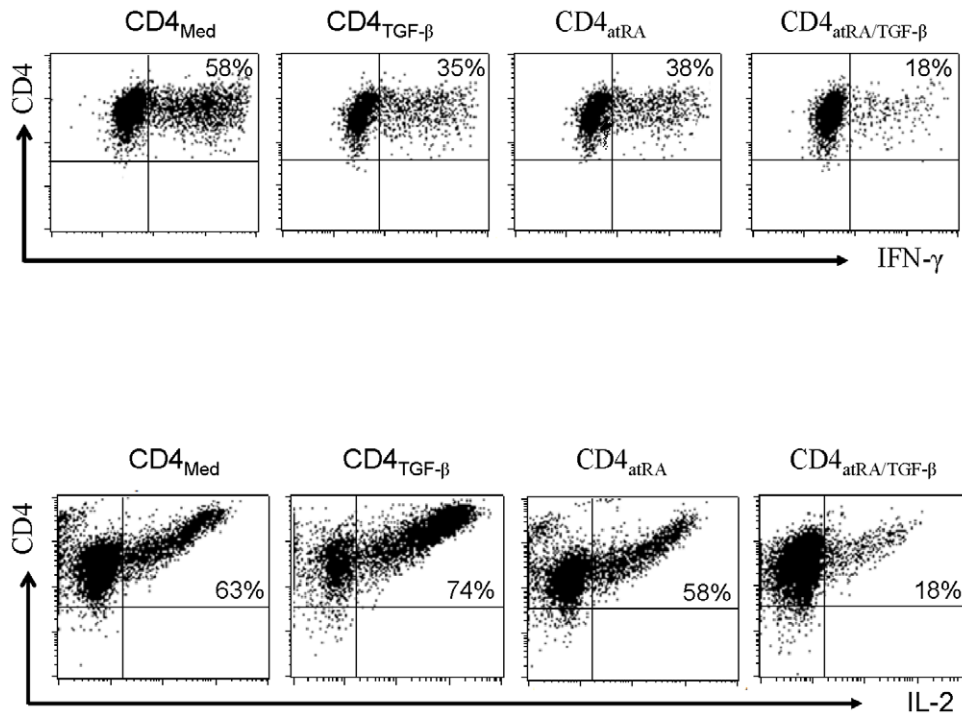 CD4Med CD4TGF-β CD4atRA CD4atRA/TGF-β
CD4
58% 35% 38% 18%
IFN-γ
CD4Med CD4TGF-β CD4atRA CD4atRA/TGF-β
CD4
63% 74% 58% 18%
IL-2